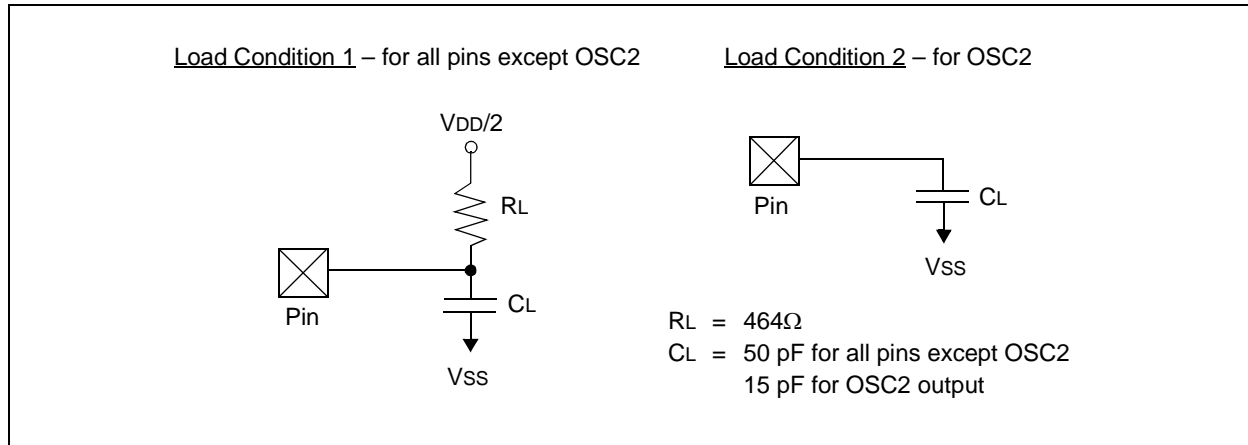 Load Condition 1 – for all pins except OSC2
Load Condition 2 – for OSC2
VDD/2
RL
Pin
CL
VSS
Pin
CL
VSS
RL = 464Ω
CL = 50 pF for all pins except OSC2
15 pF for OSC2 output